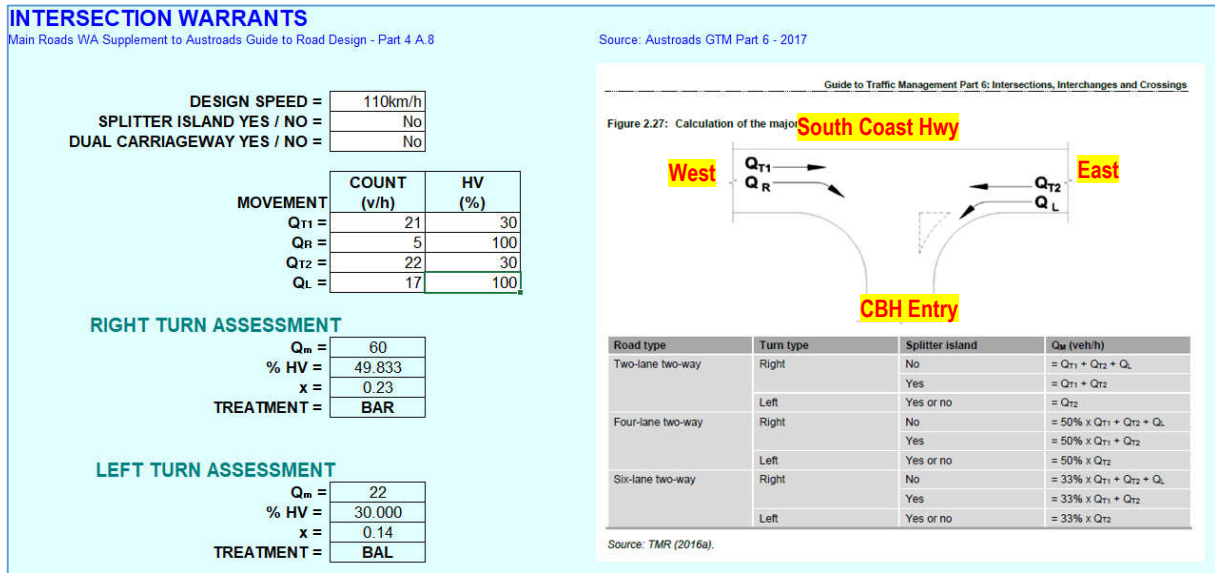 INTERSECTION WARRANTS
Main Roads WA Supplement to Austroads Guide to Road Design - Part 4 A.8
Source: Austroads GTM Part 6 - 2017
DESIGN SPEED = 110km/h
SPLITTER ISLAND YES / NO = No
DUAL CARRIAGEWAY YES / NO = No
MOVEMENT COUNT (v/h) HV (%)
QT1 = 21 30
QR = 5 100
QT2 = 22 30
QL = 17 100
RIGHT TURN ASSESSMENT
Qm = 60
% HV = 49.833
x = 0.23
TREATMENT = BAR
LEFT TURN ASSESSMENT
Qm = 22
% HV = 30.000
x = 0.14
TREATMENT = BAL
Guide to Traffic Management Part 6: Intersections, Interchanges and Crossings
Figure 2.27: Calculation of the major
South Coast Hwy
West
QT1
QR
East
QT2
QL
CBH Entry
Road type Turn type Splitter island QM (veh/h)
Two-lane two-way Right No = QT1 + QT2 + QL
Yes = QT1 + QT2
Left Yes or no = QT2
Four-lane two-way Right No = 50% x QT1 + QT2 + QL
Yes = 50% x QT1 + QT2
Left Yes or no = 50% x QT2
Six-lane two-way Right No = 33% x QT1 + QT2 + QL
Yes = 33% x QT1 + QT2
Left Yes or no = 33% x QT2
Source: TMR (2016a).